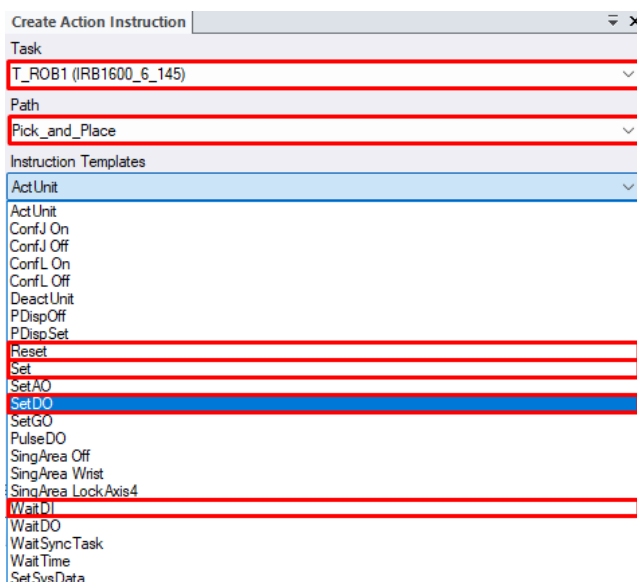 Create Action Instruction
Task
T_ROB1 (IRB1600_6_145)
Path
Pick_and_Place
Instruction Templates
ActUnit
ActUnit
ConfJ On
ConfJ Off
ConfL On
ConfL Off
DeactUnit
PDispOff
PDispSet
Reset
Set
SetAO
SetDO
SetGO
PulseDO
SingArea Off
SingArea Wrist
SingArea LockAxis4
WaitDI
WaitDO
WaitSyncTask
WaitTime
SetSysData